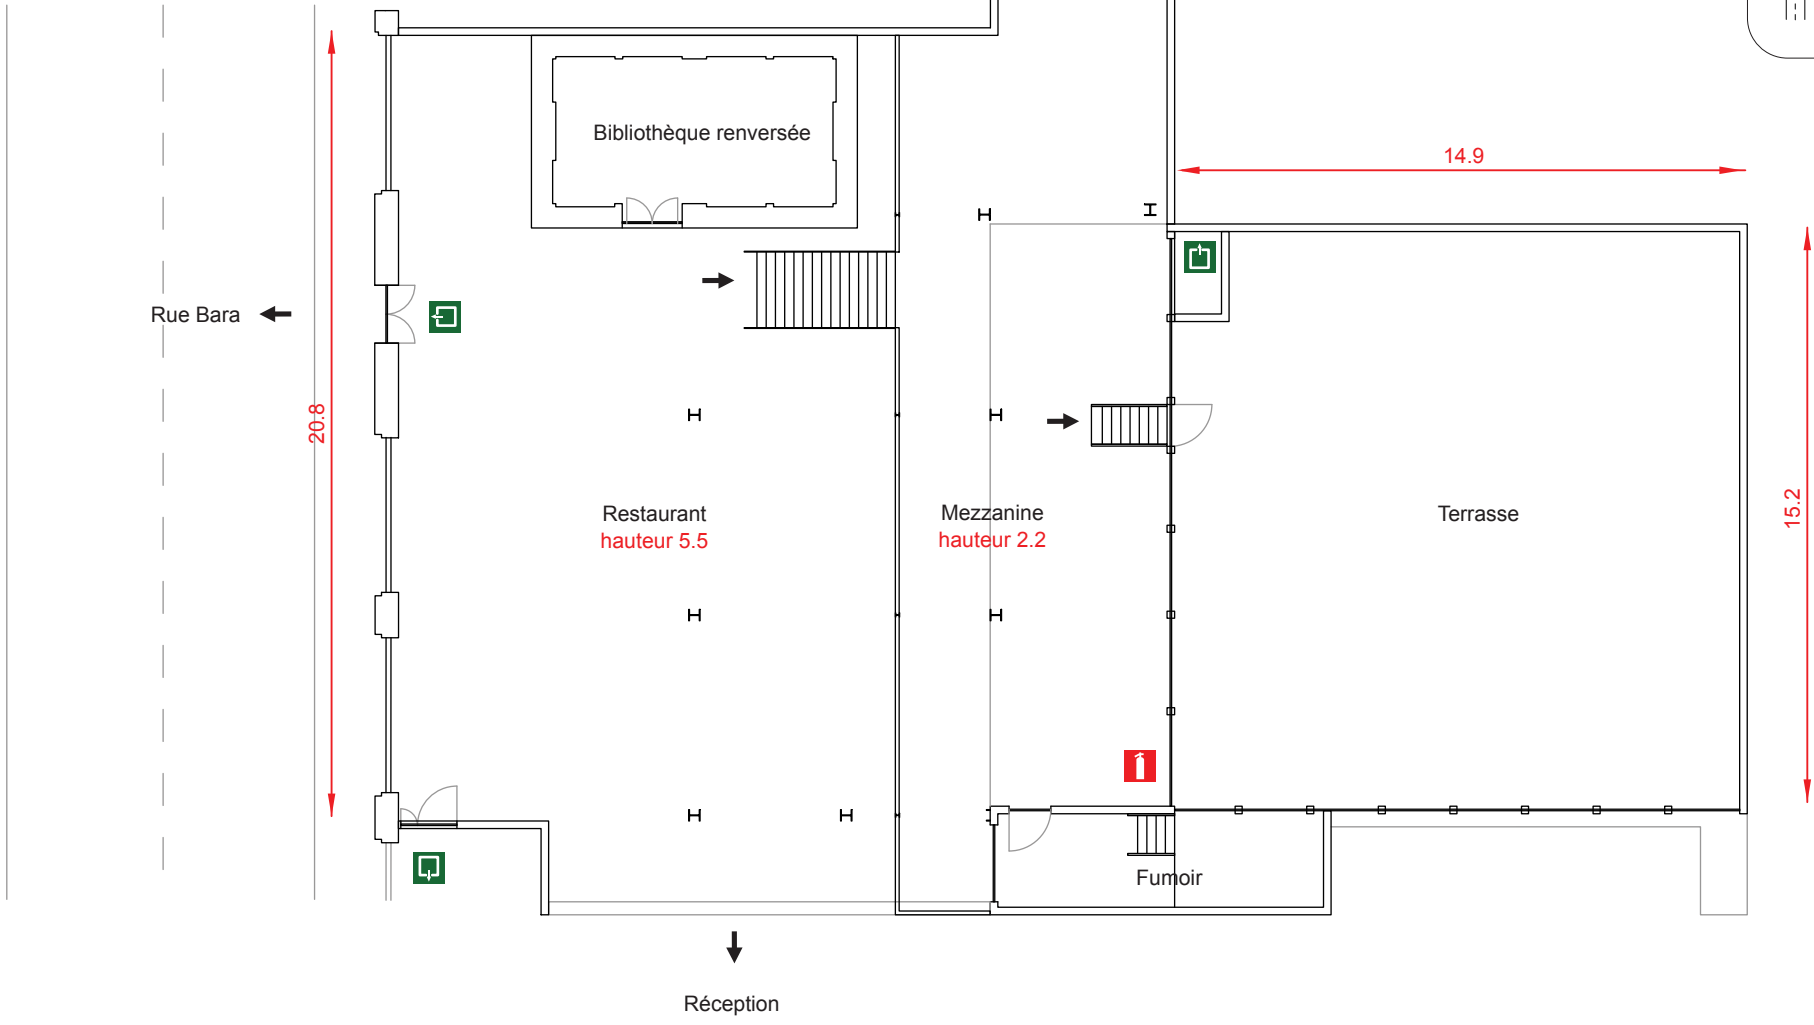 Bibliothèque renversée
14.9
Rue Bara
20.8
Restaurant
hauteur 5.5
Mezzanine
hauteur 2.2
Terrasse
15.2
Fumoir
Réception